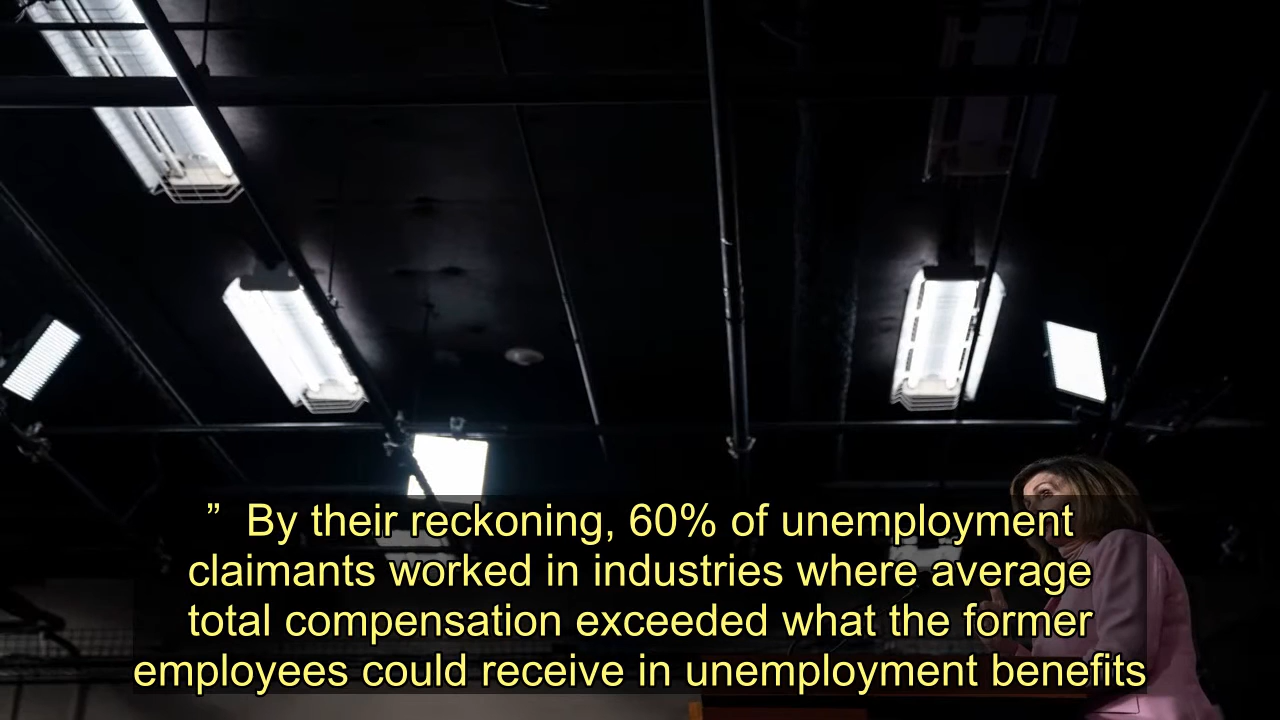 ” By their reckoning, 60% of unemployment
claimants worked in industries where average
total compensation exceeded what the former
employees could receive in unemployment benefits